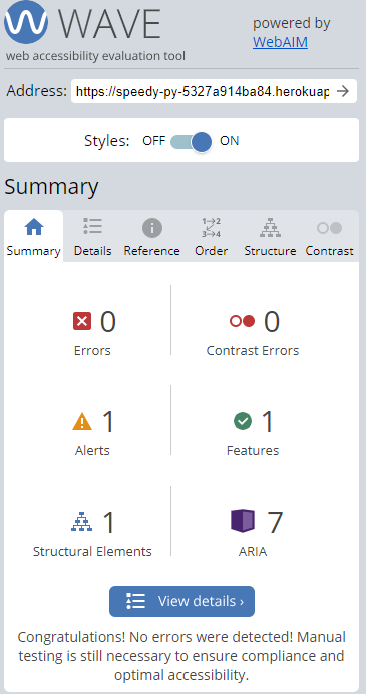 WAVE
web accessibility evaluation tool
powered by
WebAIM
Address: https://speedy-py-5327a914ba84.herokuap
Styles: OFF ON
Summary
Summary Details Reference Order Structure Contrast
0 Errors
0 Contrast Errors
1 Alerts
1 Features
1 Structural Elements
7 ARIA
View details ›
Congratulations! No errors were detected! Manual
testing is still necessary to ensure compliance and
optimal accessibility.